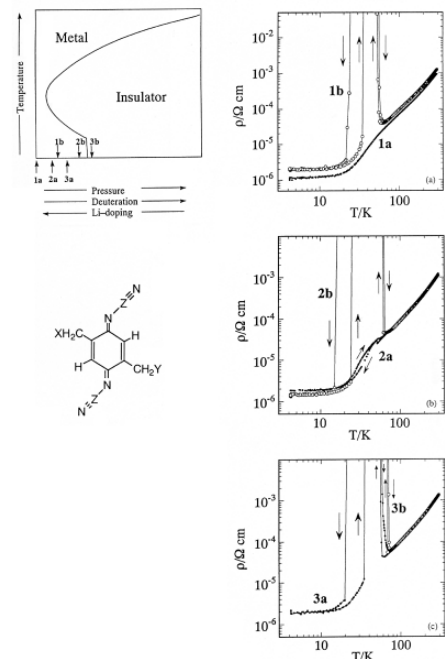 Temperature
Metal
Insulator
1b 2b 3b
1a 2a 3a
Pressure
Deuteration
Li-doping
N
Z
N
XH₂C
H
H
CH₂Y
N
Z
N
ρ/Ω cm
10⁻³
10⁻⁴
10⁻⁵
10⁻⁶
1b
1a
10 100
T/K
(a)
ρ/Ω cm
10⁻³
10⁻⁴
10⁻⁵
10⁻⁶
2b
2a
10 100
T/K
(b)
ρ/Ω cm
10⁻³
10⁻⁴
10⁻⁵
10⁻⁶
3b
3a
10 100
T/K
(c)